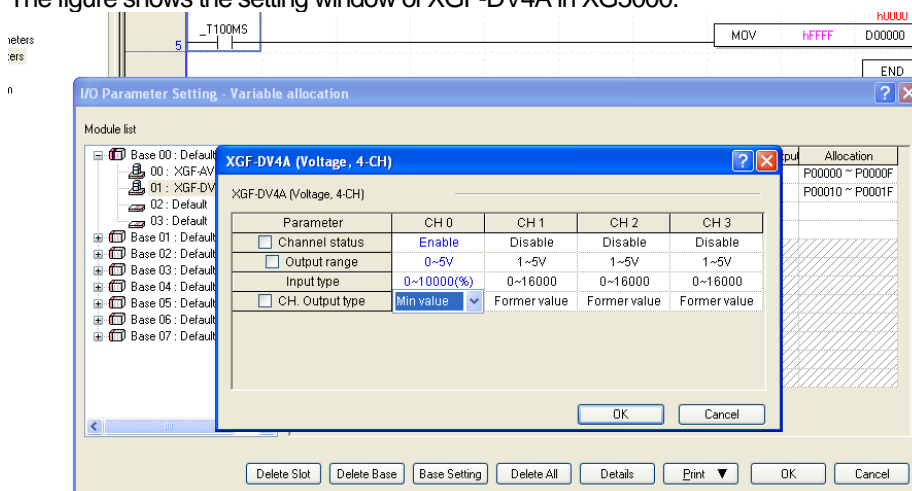 The figure shows the setting window of XGF-DV4A in XG5000.
h0000
_T100MS
MOV hFFFF D00000
5
END
I/O Parameter Setting - Variable allocation
Module list
Base 00 : Default
00 : XGF-AV
01 : XGF-DV
02 : Default
03 : Default
Base 01 : Default
Base 02 : Default
Base 03 : Default
Base 04 : Default
Base 05 : Default
Base 06 : Default
Base 07 : Default
Allocation
P00000 ~ P0000F
P00010 ~ P0001F
XGF-DV4A (Voltage, 4-CH)
XGF-DV4A (Voltage, 4-CH)
Parameter CH 0 CH 1 CH 2 CH 3
Channel status Enable Disable Disable Disable
Output range 0~5V 1~5V 1~5V 1~5V
Input type 0~10000(%) 0~16000 0~16000 0~16000
CH. Output type Min value Former value Former value Former value
OK Cancel
Delete Slot Delete Base Base Setting Delete All Details Print ▼ OK Cancel